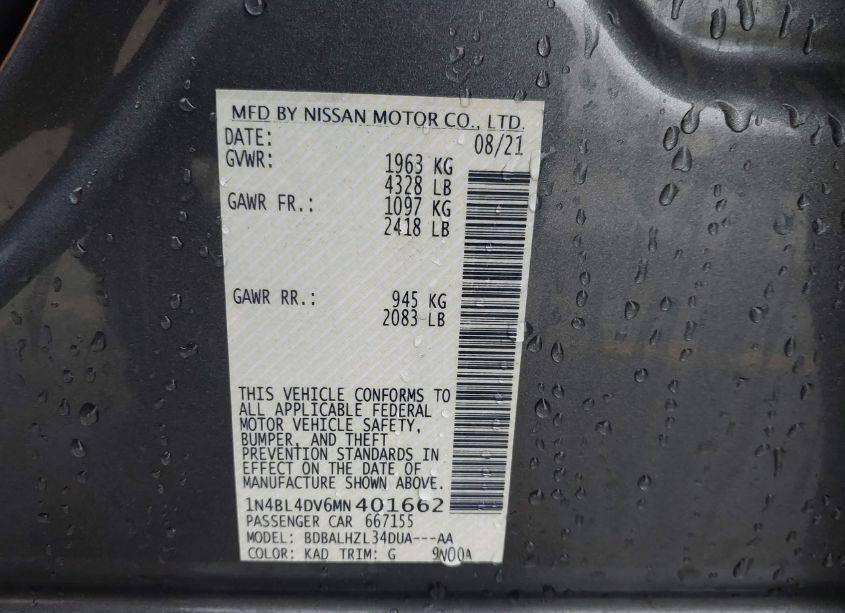 MFD BY NISSAN MOTOR CO., LTD.
DATE: 08/21
GVWR: 1963 KG
4328 LB
GAWR FR.: 1097 KG
2418 LB
GAWR RR.: 945 KG
2083 LB
THIS VEHICLE CONFORMS TO
ALL APPLICABLE FEDERAL
MOTOR VEHICLE SAFETY,
BUMPER, AND THEFT
PREVENTION STANDARDS IN
EFFECT ON THE DATE OF
MANUFACTURE SHOWN ABOVE.
1N4BL4DV6MN401662
PASSENGER CAR 667155
MODEL: BDBALHZL34DUA---AA
COLOR: KAD TRIM: G 9N00A